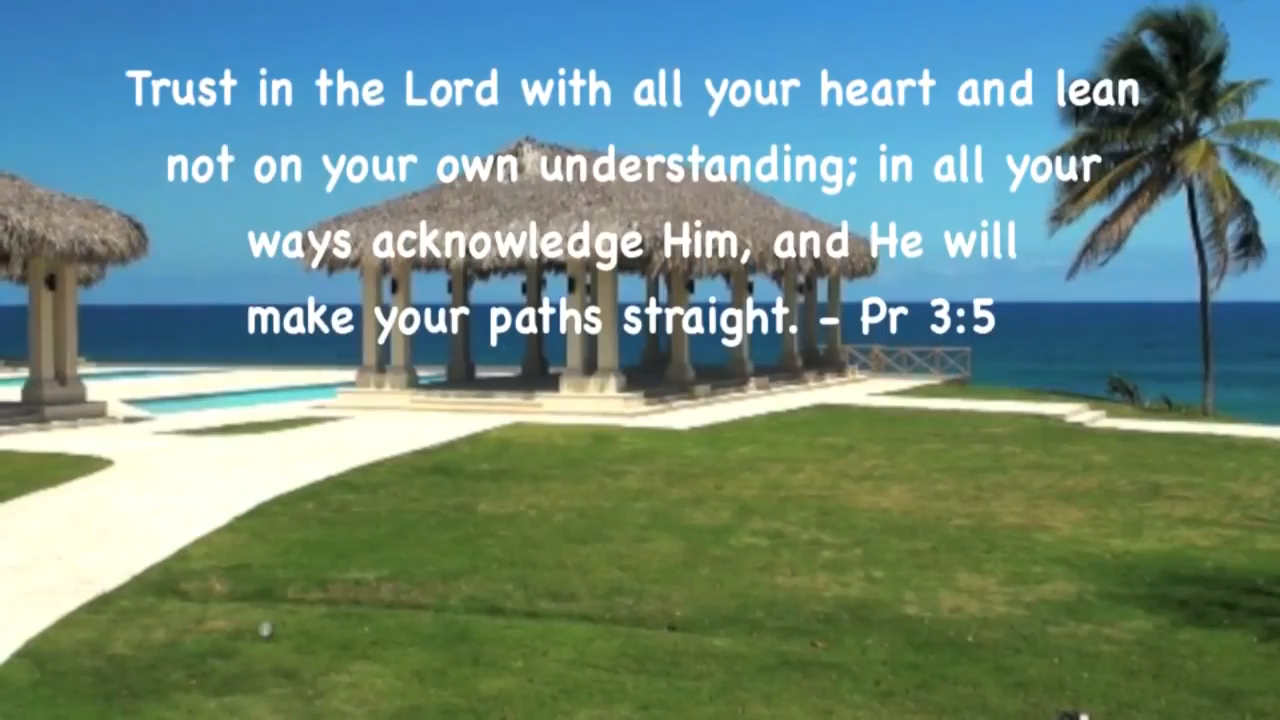 Trust in the Lord with all your heart and lean
not on your own understanding; in all your
ways acknowledge Him, and He will
make your paths straight. - Pr 3:5